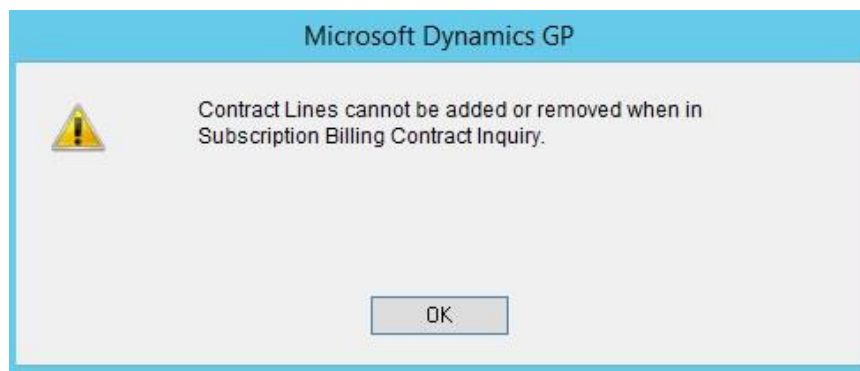 Microsoft Dynamics GP
Contract Lines cannot be added or removed when in
Subscription Billing Contract Inquiry.
OK